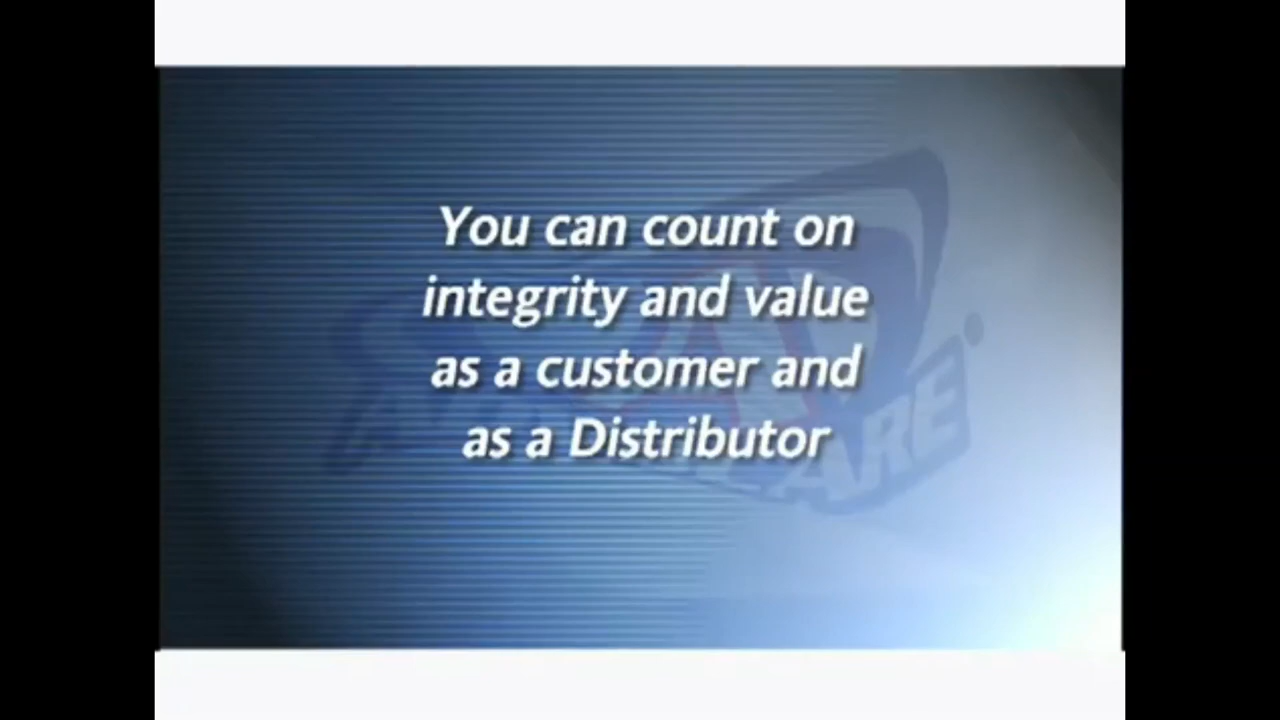 You can count on
integrity and value
as a customer and
as a Distributor